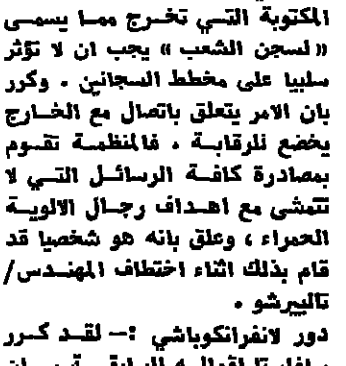 المكتوبة التي تخرج مما يسمى
«لسجن الشعب» يجب ان لا تؤثر
سلبيا على مخطط السجانين . وكرر
بان الامر يتعلق باتصال مع الخارج
يخضع للرقابة . فالمنظمة تقوم
بمصادرة كافة الرسائل التي لا
تتمشى مع اهداف رجال الالوية
الحمراء ، وعلق بانه هو شخصيا قد
قام بذلك اثناء اختطاف المهندس/
تالييرشو .
دور لانفرانكوباشي :— لقد كرر